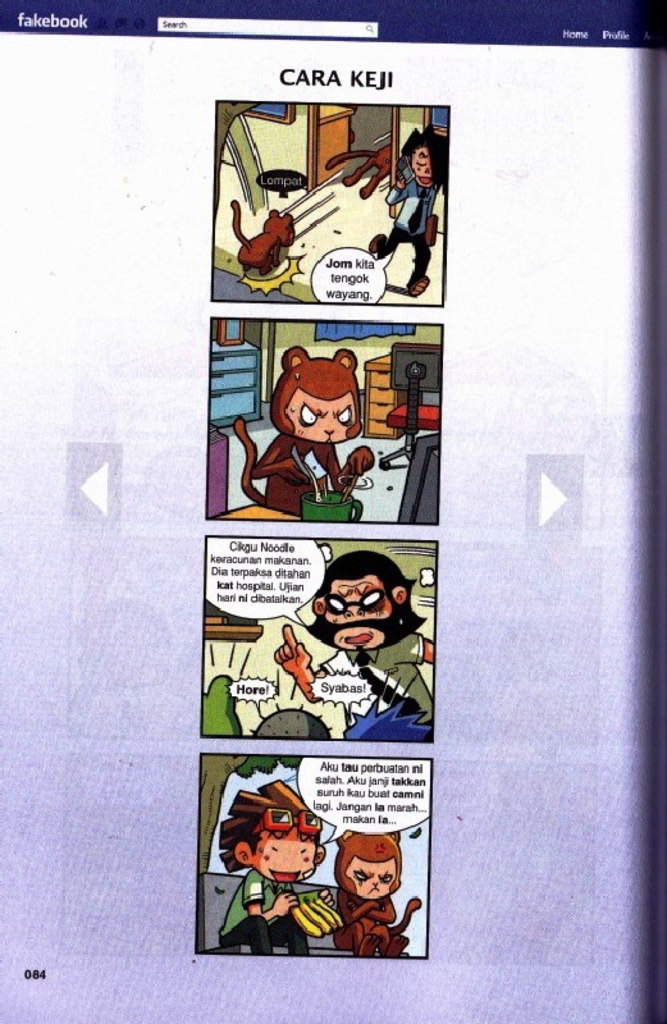 fakebook
Search
Home Profile
CARA KEJI
Lompat
Jom kita
tengok
wayang.
Cikgu Noodle
keracunan makanan.
Dia terpaksa ditahan
kat hospital. Ujian
hari ni dibatalkan.
Hore!
Syabas!
Aku tau perbuatan ni
salah. Aku janji takkan
suruh kau buat camni
lagi. Jangan la marah...
makan la...
084